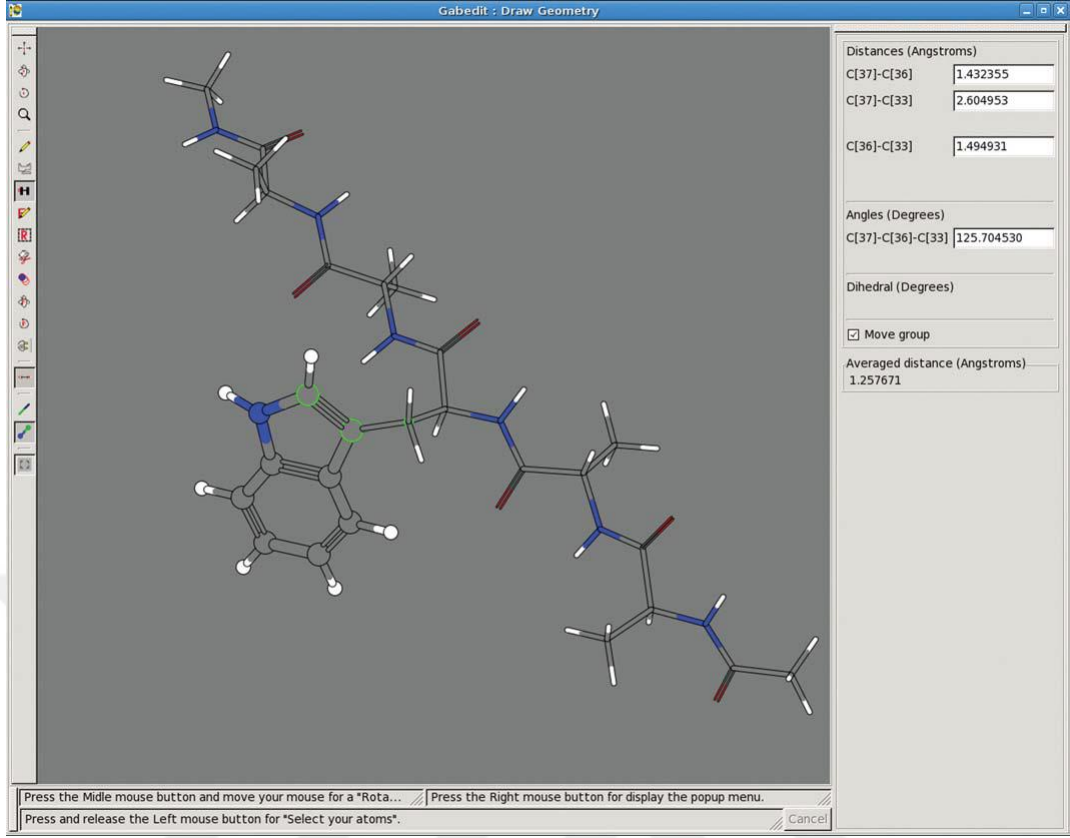 Gabedit : Draw Geometry
Distances (Angstroms)
C[37]-C[36] 1.432355
C[37]-C[33] 2.604953
C[36]-C[33] 1.494931
Angles (Degrees)
C[37]-C[36]-C[33] 125.704530
Dihedral (Degrees)
Move group
Averaged distance (Angstroms)
1.257671
Press the Midle mouse button and move your mouse for a "Rota... Press the Right mouse button for display the popup menu.
Press and release the Left mouse button for "Select your atoms". Cancel